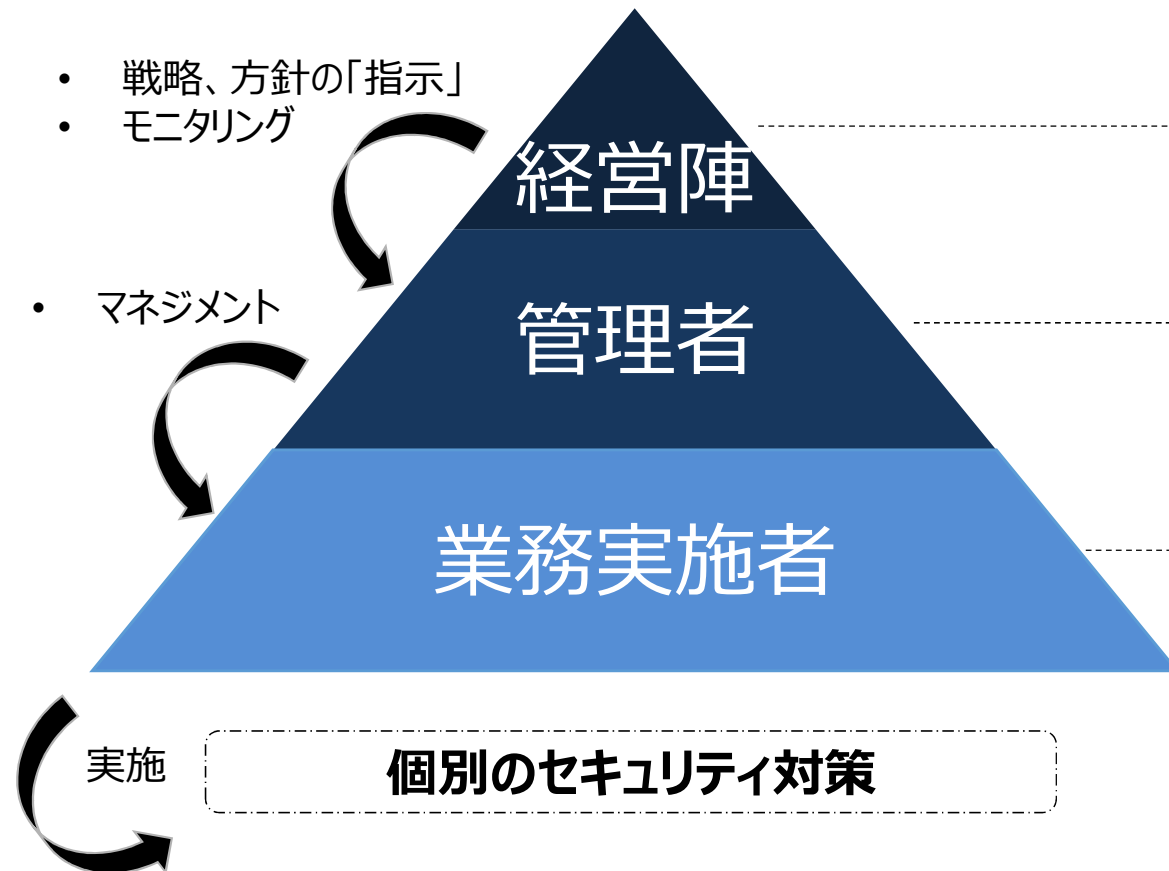 • 戦略、方針の「指示」
• モニタリング
経営陣
• マネジメント
管理者
業務実施者
実施
個別のセキュリティ対策